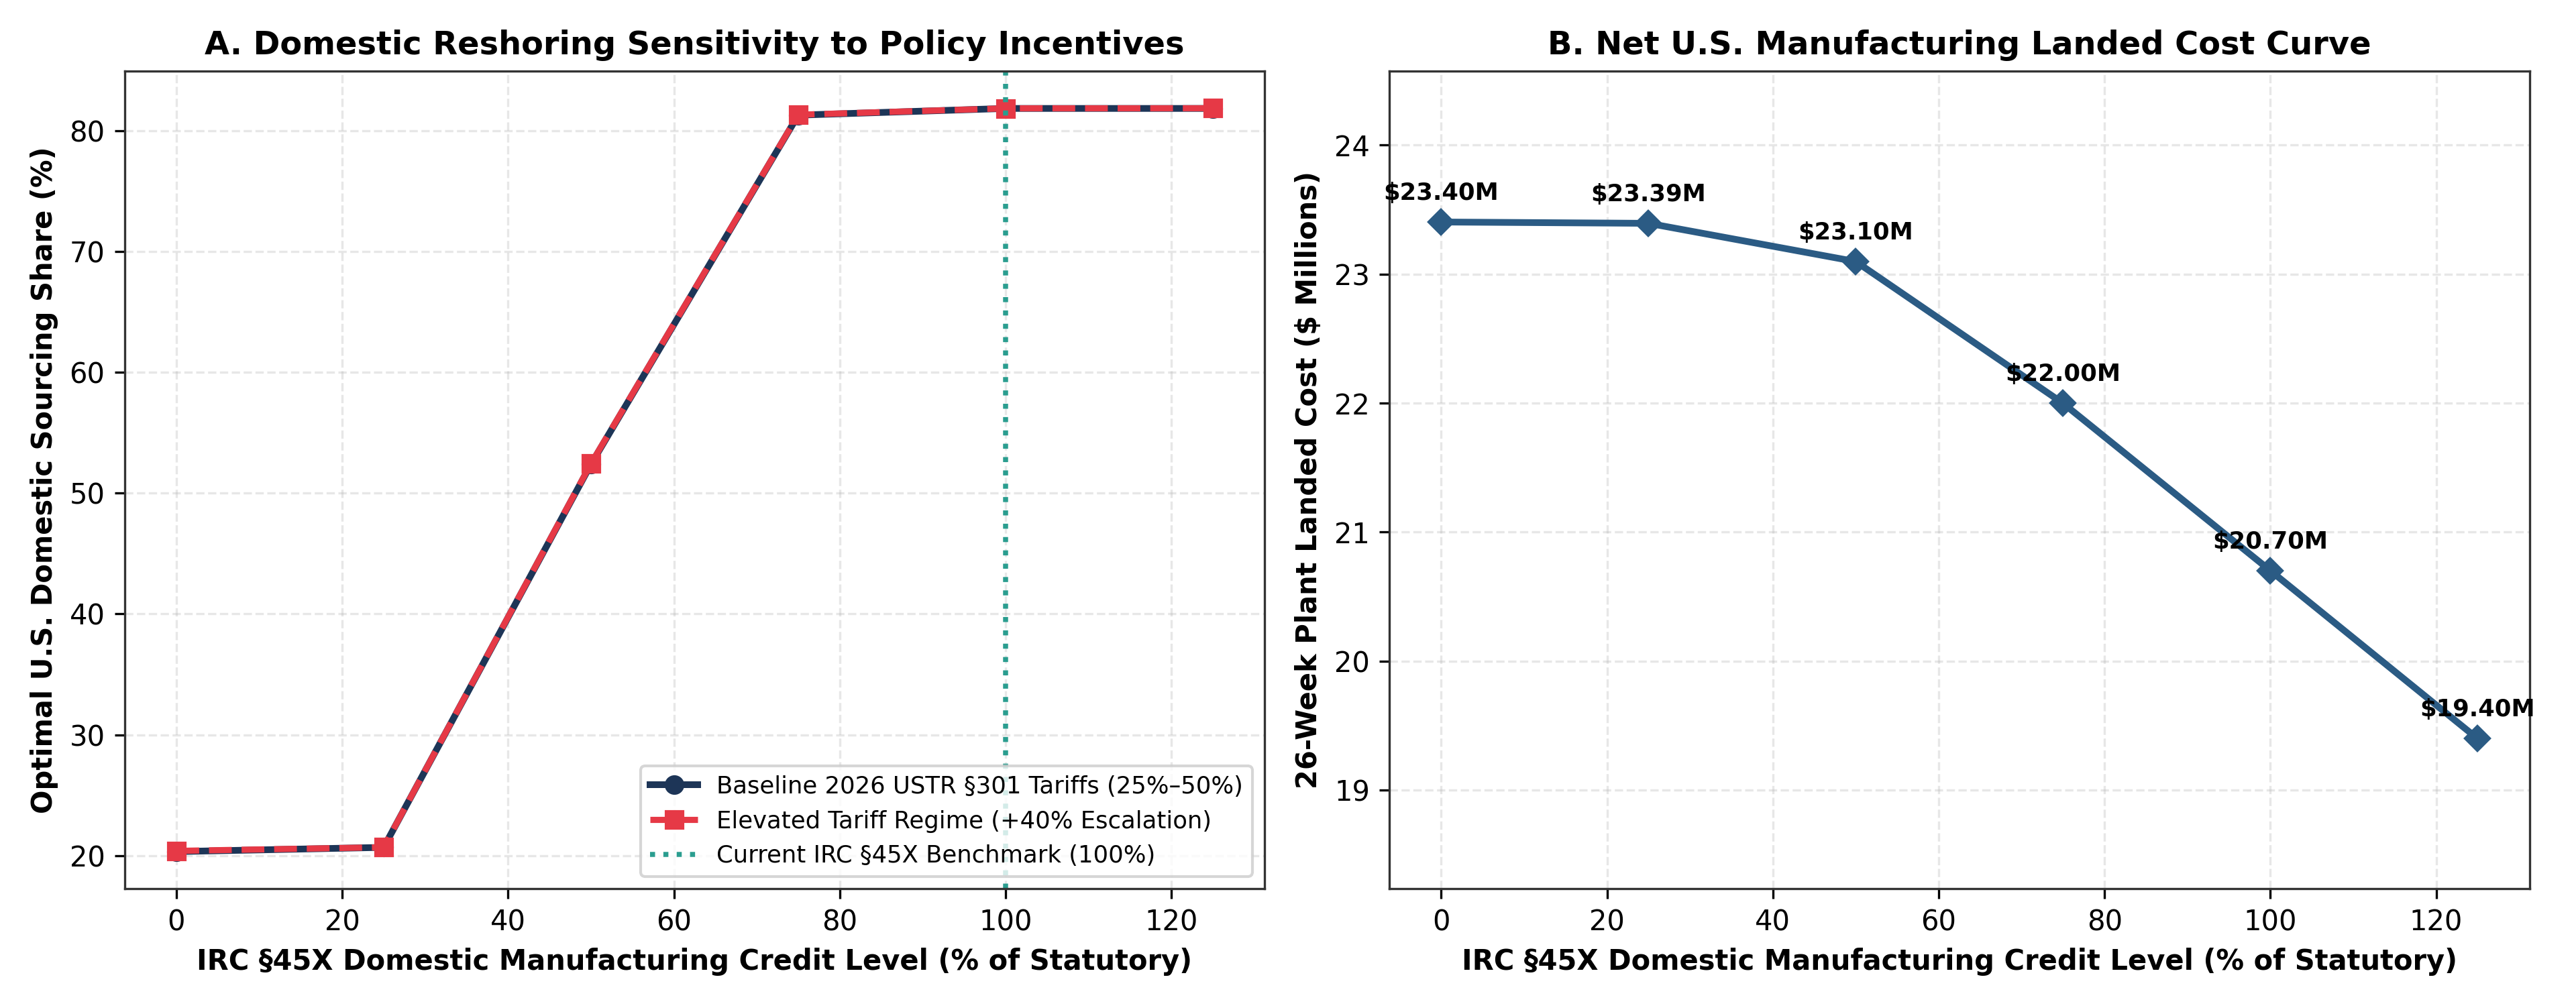 A. Domestic Reshoring Sensitivity to Policy Incentives
Optimal U.S. Domestic Sourcing Share (%)
80
70
60
50
40
30
20
0 20 40 60 80 100 120
IRC §45X Domestic Manufacturing Credit Level (% of Statutory)
Baseline 2026 USTR §301 Tariffs (25%–50%)
Elevated Tariff Regime (+40% Escalation)
Current IRC §45X Benchmark (100%)
B. Net U.S. Manufacturing Landed Cost Curve
26-Week Plant Landed Cost ($ Millions)
24
23
22
21
20
19
$23.40M
$23.39M
$23.10M
$22.00M
$20.70M
$19.40M
0 20 40 60 80 100 120
IRC §45X Domestic Manufacturing Credit Level (% of Statutory)